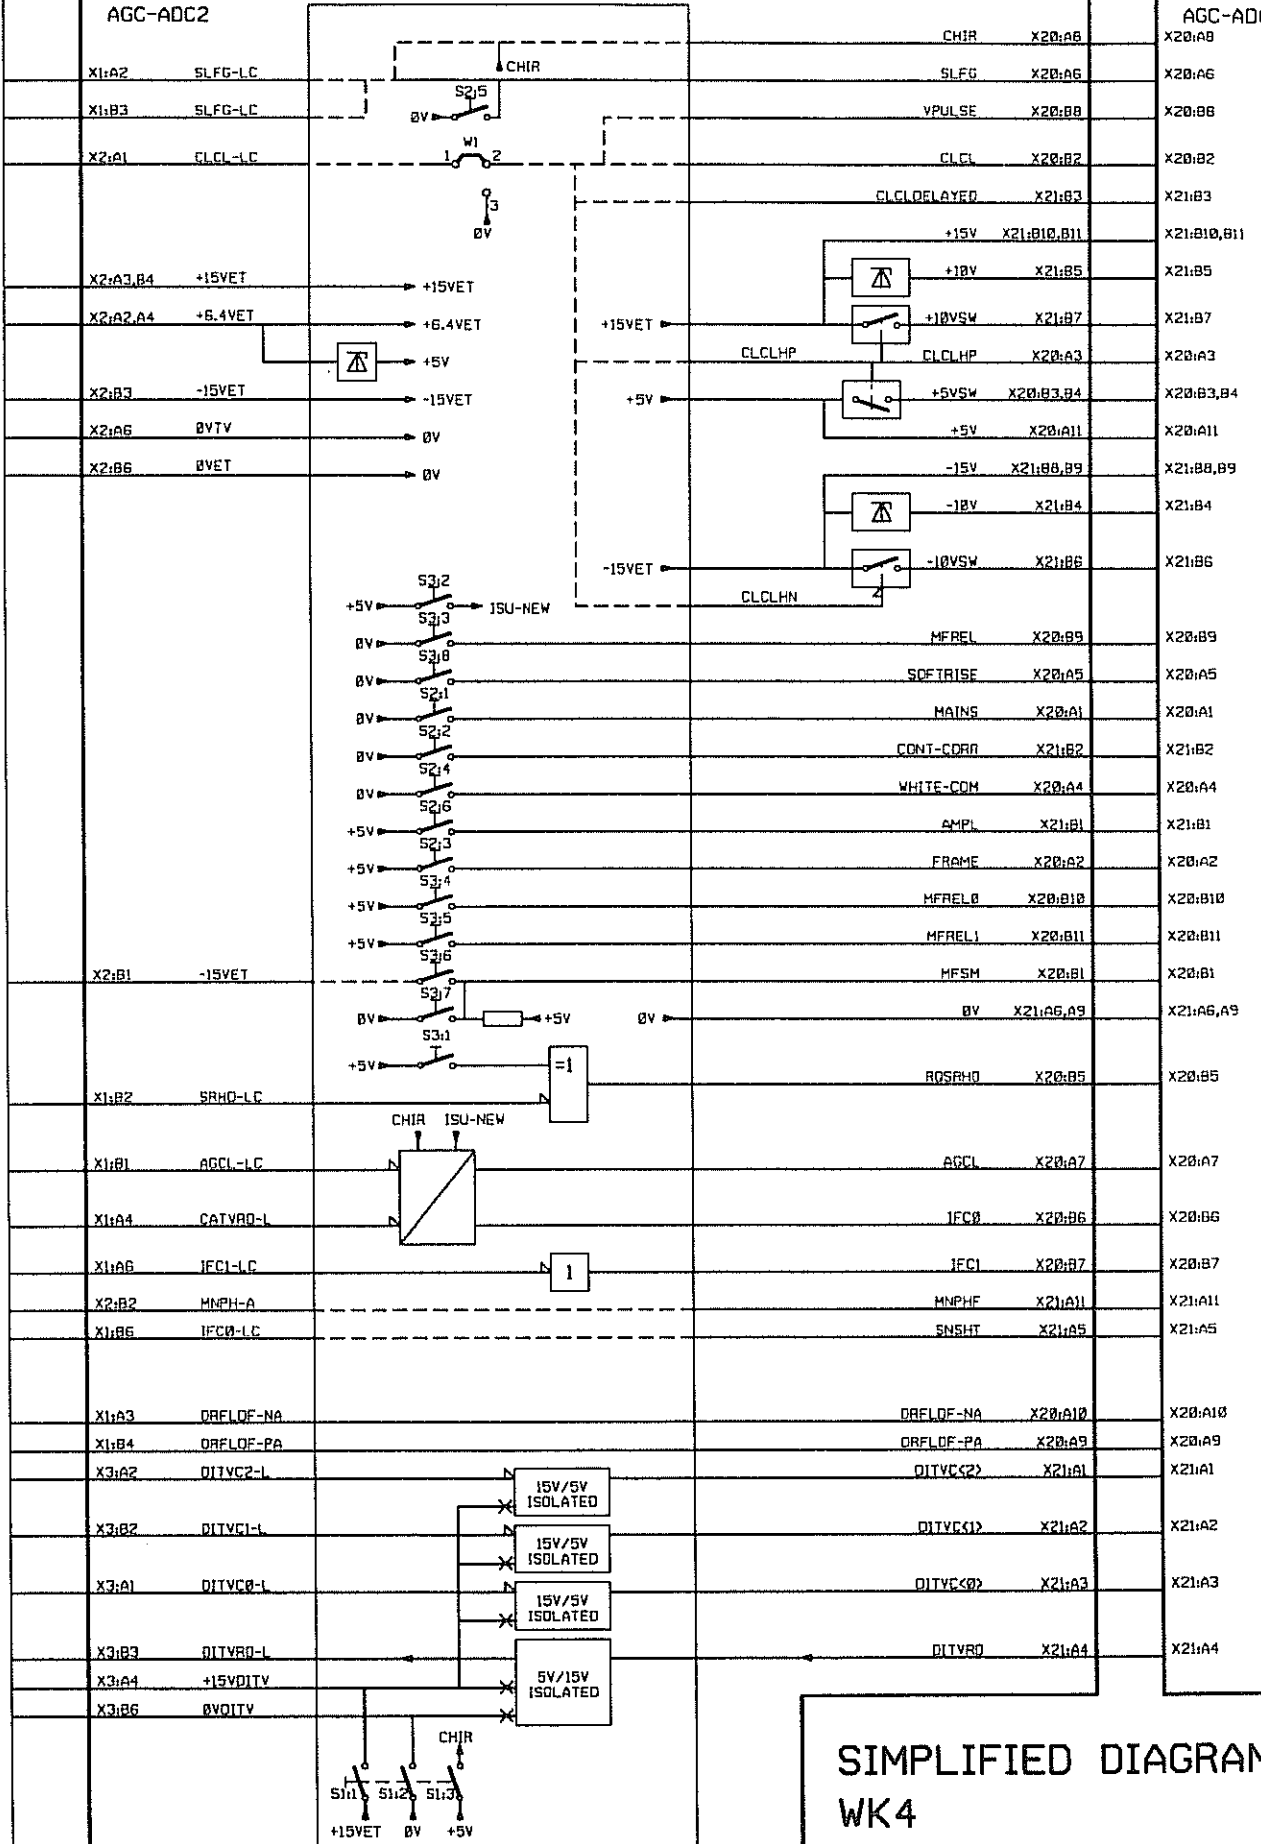 AGC-ADC2
CHIR X20:A8 X20:A8
CHIR
X1:A2 SLFG-LC SLFG X20:A6 X20:A6
S2:5
X1:B3 SLFG-LC 0V VPULSE X20:B8 X20:B8
W1
X2:A1 CLCL-LC 1 2 CLCL X20:B2 X20:B2
3 CLCLDELAYED X21:B3 X21:B3
0V
+15V X21:B10,B11 X21:B10,B11
X2:A3,B4 +15VET +15VET +10V X21:B5 X21:B5
X2:A2,A4 +6.4VET +6.4VET +15VET +10VSW X21:B7 X21:B7
+5V CLCLHP CLCLHP X20:A3 X20:A3
X2:B3 -15VET -15VET +5V +5VSW X20:B3,B4 X20:B3,B4
X2:A6 0VTV 0V +5V X20:A11 X20:A11
X2:B6 0VET 0V -15V X21:B8,B9 X21:B8,B9
-10V X21:B4 X21:B4
-15VET -10VSW X21:B6 X21:B6
S3:2
+5V ISU-NEW CLCLHN 2
S3:3
0V MFREL X20:B9 X20:B9
S3:8
0V SOFTRISE X20:A5 X20:A5
S2:1
0V MAINS X20:A1 X20:A1
S2:2
0V CONT-CORR X21:B2 X21:B2
S2:4
0V WHITE-COM X20:A4 X20:A4
S2:6
+5V AMPL X21:B1 X21:B1
S2:3
+5V FRAME X20:A2 X20:A2
S3:4
+5V MFREL0 X20:B10 X20:B10
S3:5
+5V MFREL1 X20:B11 X20:B11
S3:6
X2:B1 -15VET MFSM X20:B1 X20:B1
S3:7
0V +5V 0V 0V X21:A6,A9 X21:A6,A9
S3:1
+5V =1 ROSRHO X20:B5 X20:B5
X1:B2 SRHO-LC
CHIR ISU-NEW
X1:B1 AGCL-LC AGCL X20:A7 X20:A7
X1:A4 CATVRD-L IFC0 X20:B6 X20:B6
X1:A6 IFC1-LC 1 IFC1 X20:B7 X20:B7
X2:B2 MNPH-A MNPHF X21:A11 X21:A11
X1:B6 IFC0-LC SNSHT X21:A5 X21:A5
X1:A3 ORFLOF-NA ORFLOF-NA X20:A10 X20:A10
X1:B4 ORFLOF-PA ORFLOF-PA X20:A9 X20:A9
X3:A2 DITVC2-L 15V/5V ISOLATED DITVC<2> X21:A1 X21:A1
X3:B2 DITVC1-L 15V/5V ISOLATED DITVC<1> X21:A2 X21:A2
X3:A1 DITVC0-L 15V/5V ISOLATED DITVC<0> X21:A3 X21:A3
X3:B3 DITVRD-L 5V/15V ISOLATED DITVRD X21:A4 X21:A4
X3:A4 +15VDITV
X3:B6 0VDITV
CHIR
S1:1 S1:2 S1:3
+15VET 0V +5V
SIMPLIFIED DIAGRAM
WK4